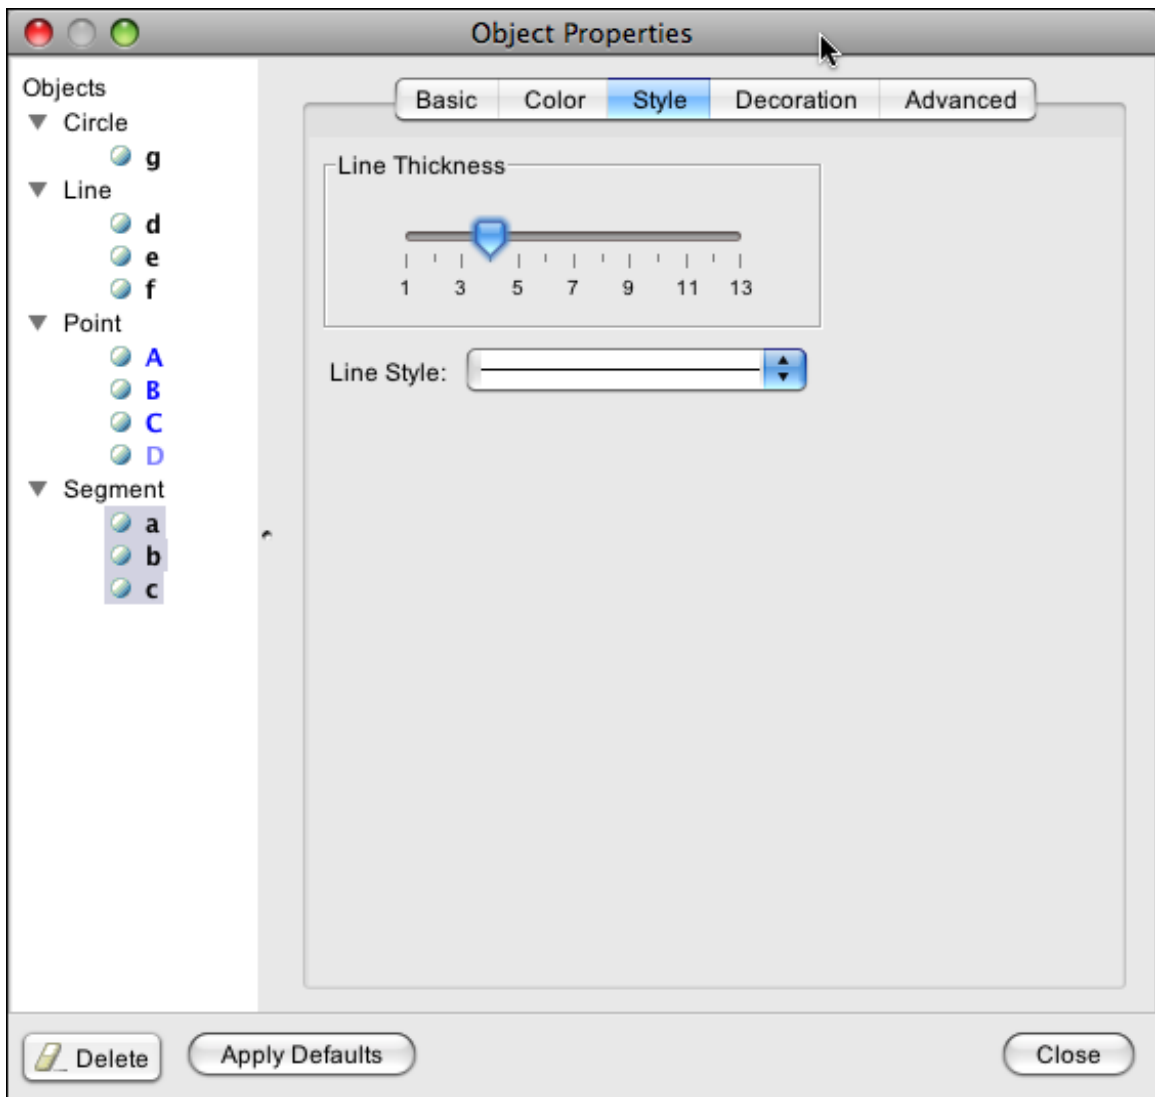 Object Properties
Objects
Circle
g
Line
d
e
f
Point
A
B
C
D
Segment
a
b
c
Basic Color Style Decoration Advanced
Line Thickness
1 3 5 7 9 11 13
Line Style:
Delete Apply Defaults Close